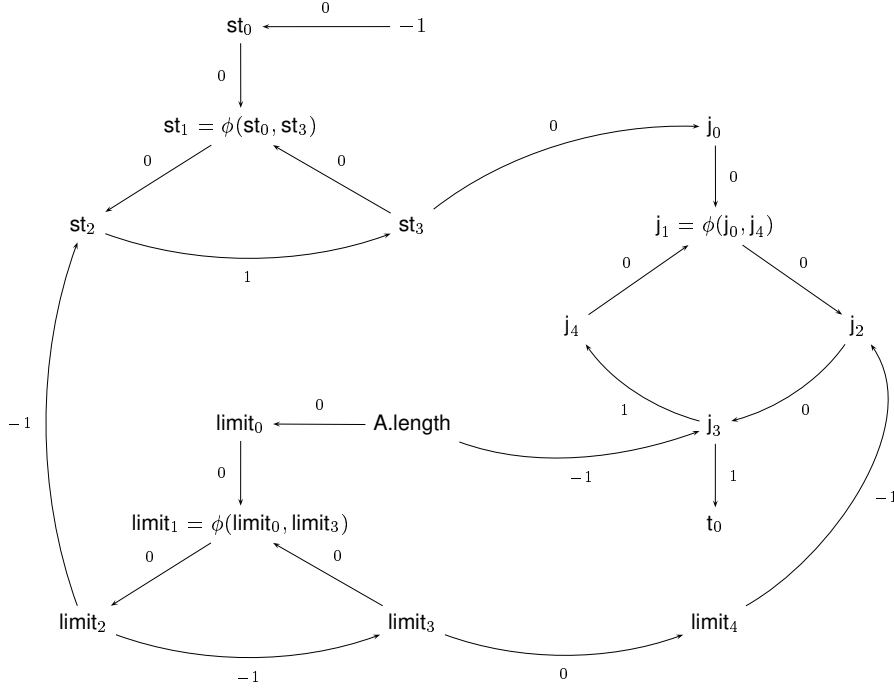 0
st₀ −1
0
st₁ = ϕ(st₀, st₃) 0 j₀
0 0 0
st₂ st₃ j₁ = ϕ(j₀, j₄)
1 0 0
j₄ j₂
−1 0 1 0
limit₀ A.length j₃
0 −1 1 −1
limit₁ = ϕ(limit₀, limit₃) t₀
0 0
limit₂ limit₃ limit₄
−1 0